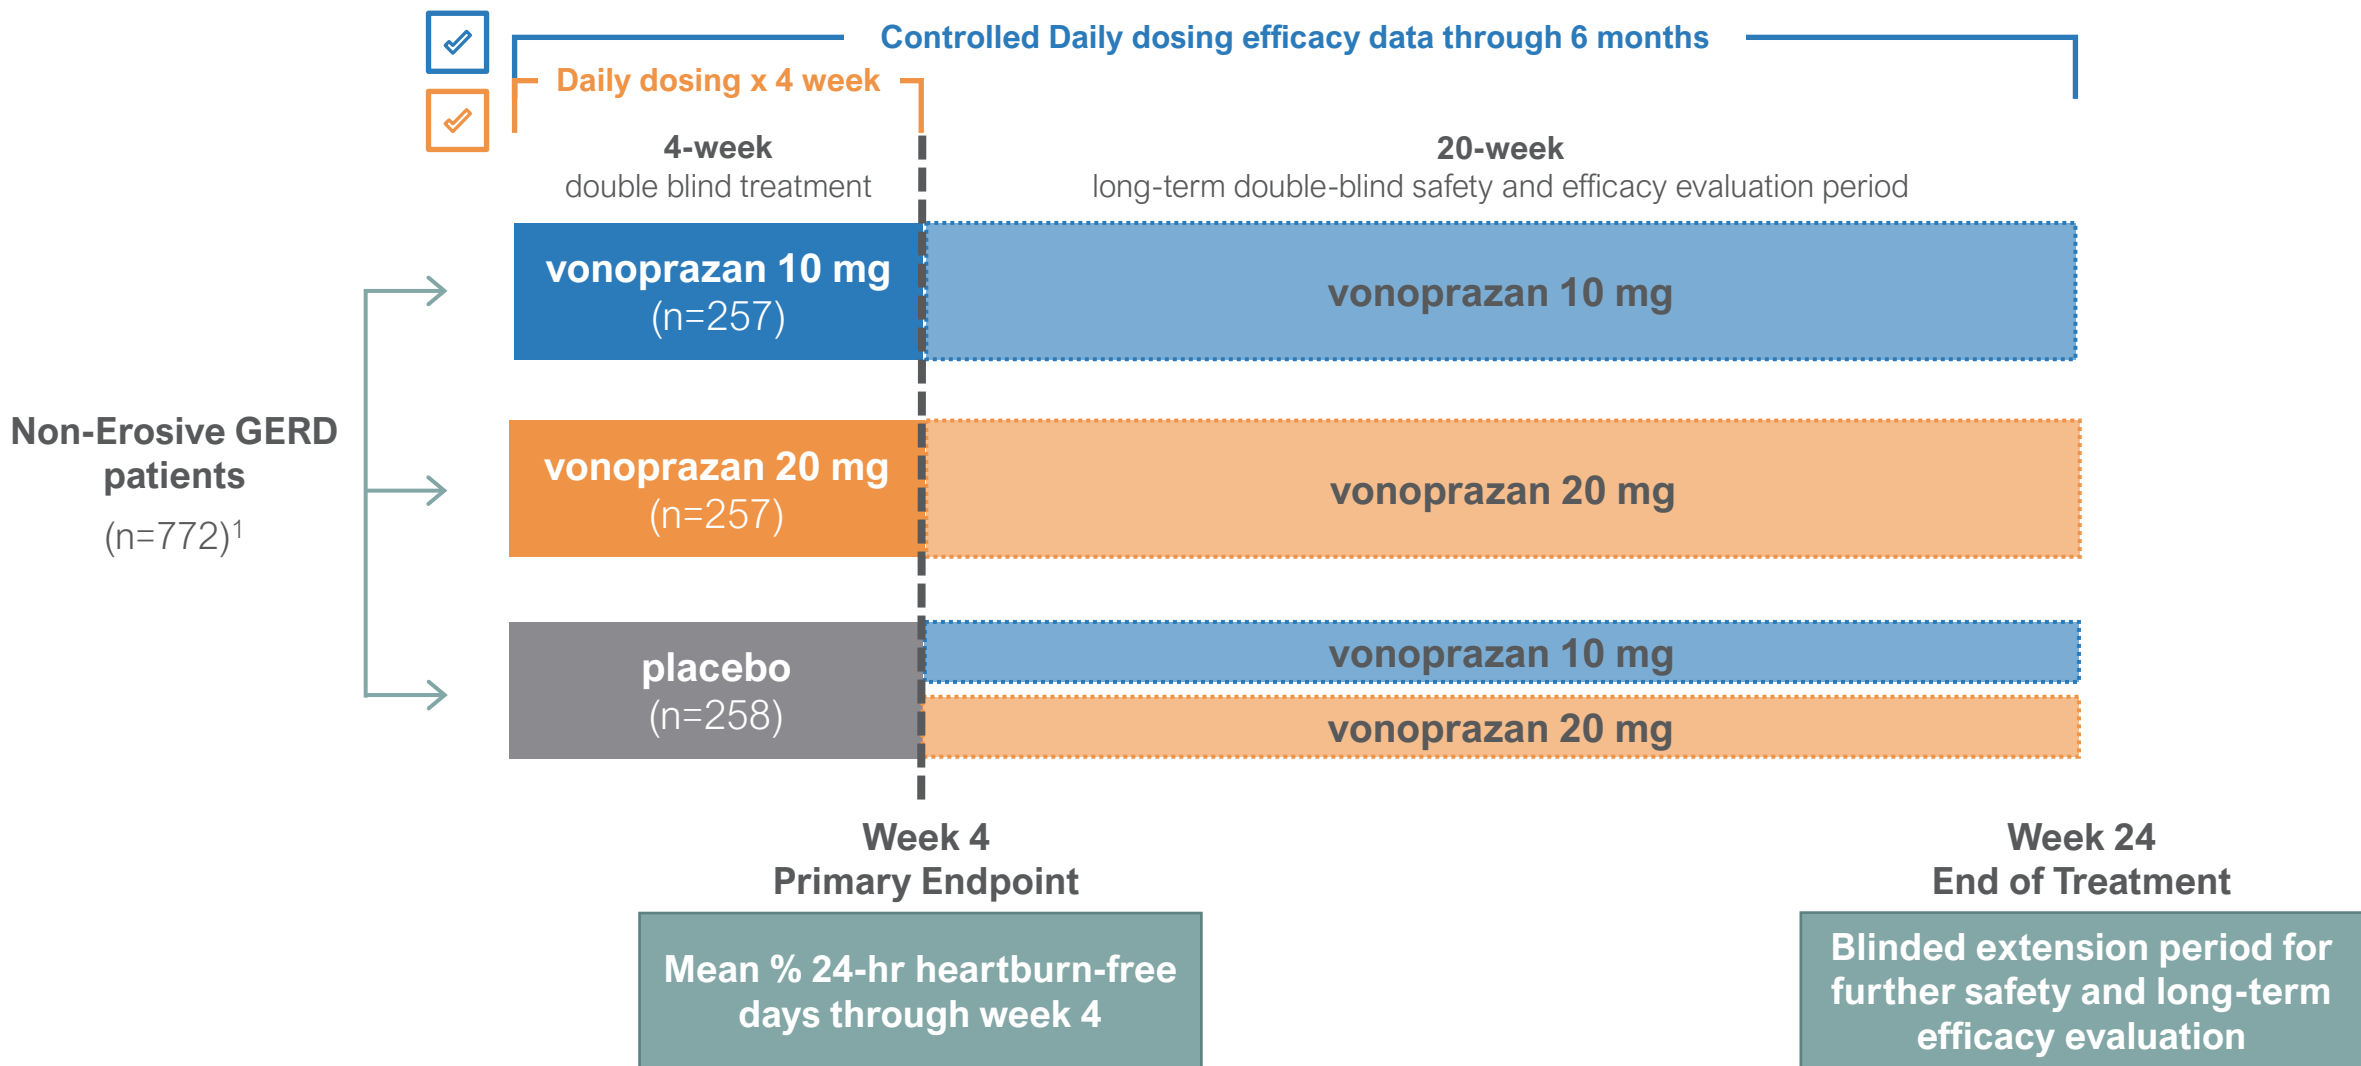 Controlled Daily dosing efficacy data through 6 months
Daily dosing x 4 week
4-week
double blind treatment
20-week
long-term double-blind safety and efficacy evaluation period
Non-Erosive GERD
patients
(n=772)1
vonoprazan 10 mg
(n=257)
vonoprazan 10 mg
vonoprazan 20 mg
(n=257)
vonoprazan 20 mg
placebo
(n=258)
vonoprazan 10 mg
vonoprazan 20 mg
Week 4
Primary Endpoint
Mean % 24-hr heartburn-free
days through week 4
Week 24
End of Treatment
Blinded extension period for
further safety and long-term
efficacy evaluation